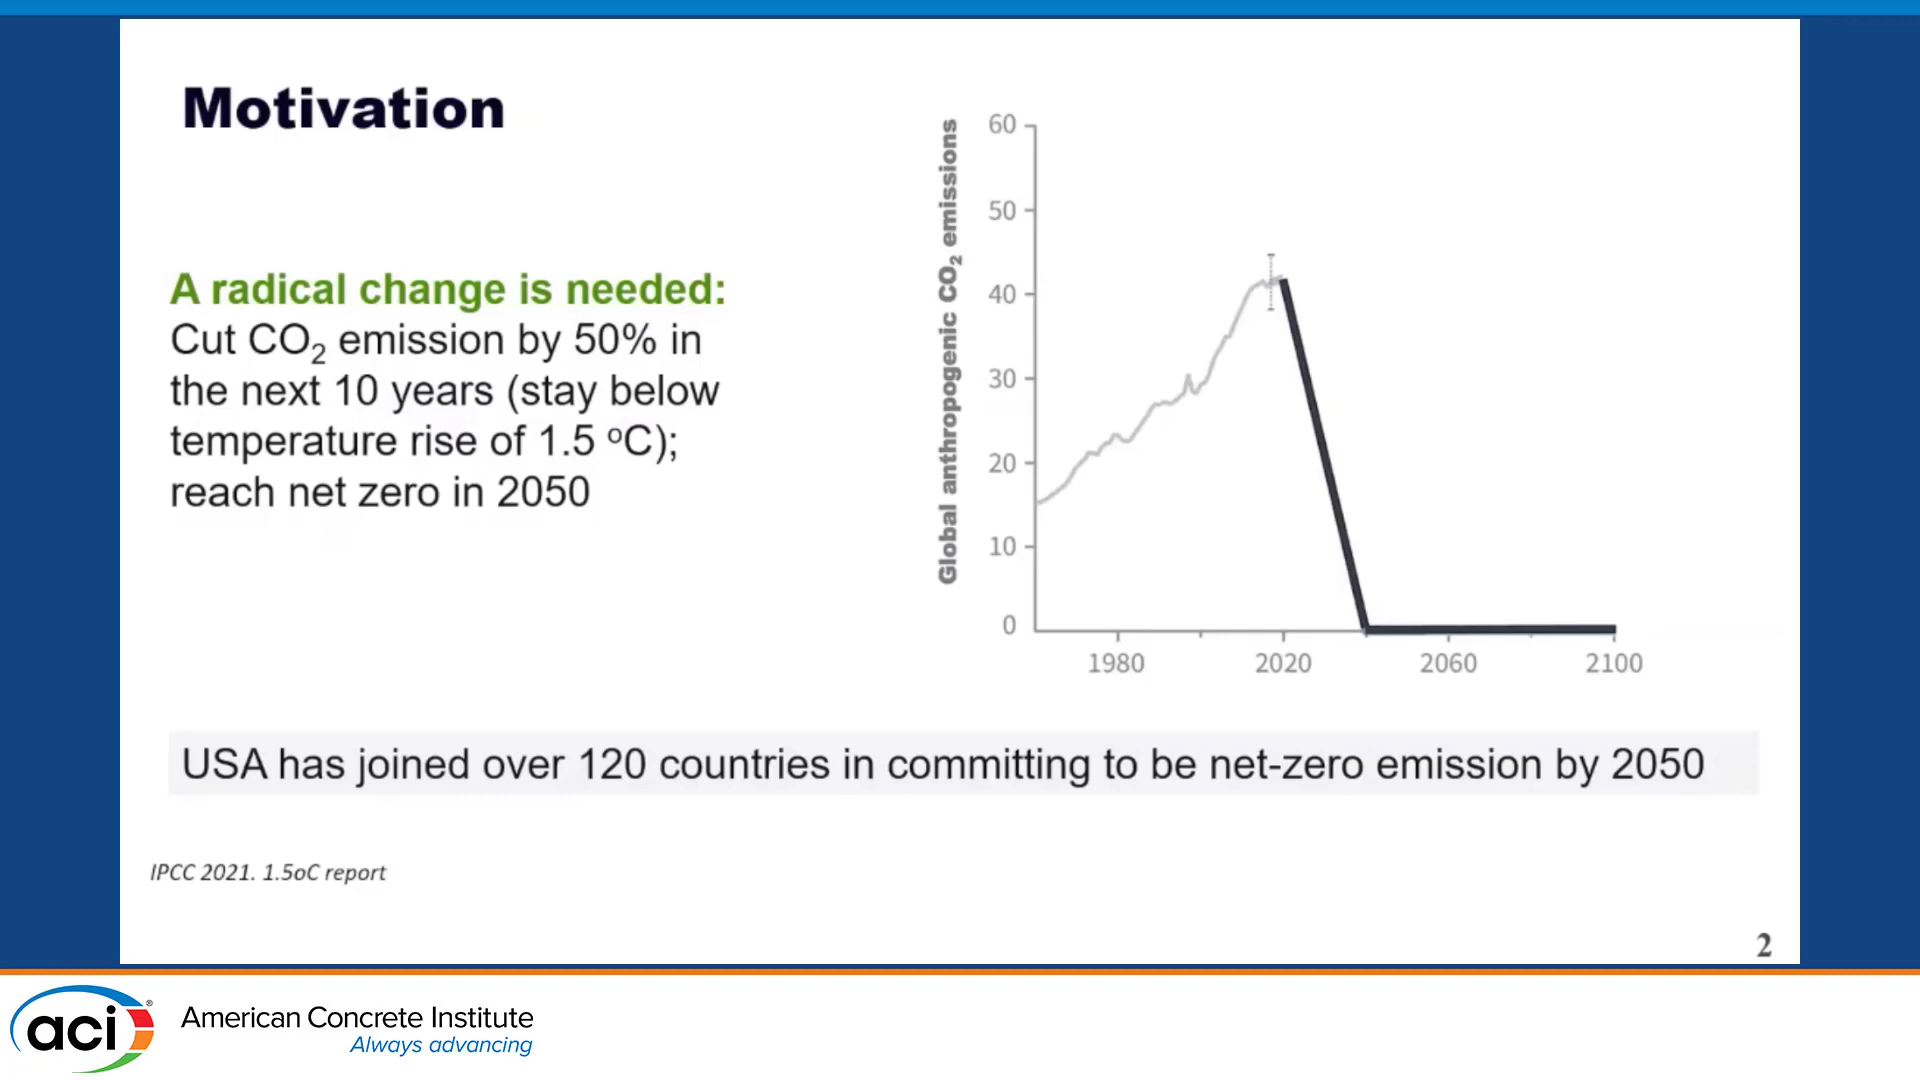 Motivation
A radical change is needed:
Cut CO₂ emission by 50% in
the next 10 years (stay below
temperature rise of 1.5 ºC);
reach net zero in 2050
Global anthropogenic CO₂ emissions
60
50
40
30
20
10
0
1980 2020 2060 2100
USA has joined over 120 countries in committing to be net-zero emission by 2050
IPCC 2021. 1.5oC report
2
aci®
American Concrete Institute
Always advancing